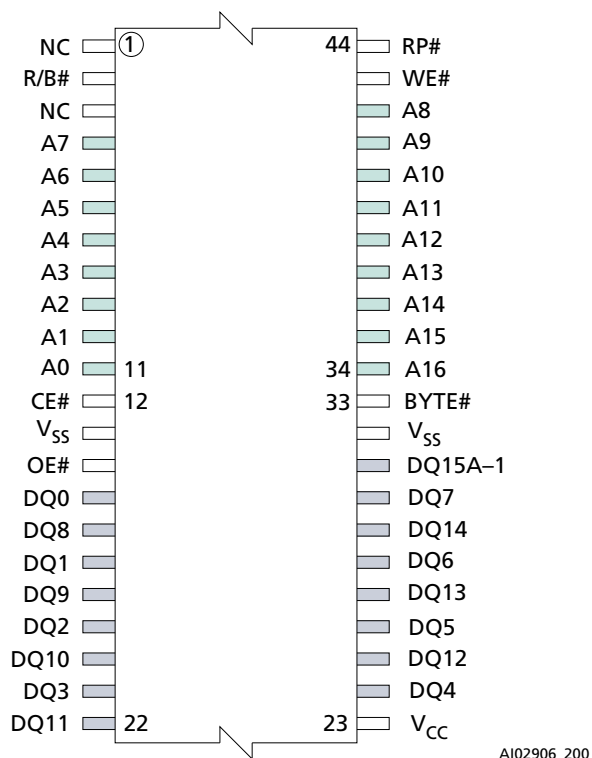 NC ① 44 RP#
R/B# WE#
NC A8
A7 A9
A6 A10
A5 A11
A4 A12
A3 A13
A2 A14
A1 A15
A0 11 34 A16
CE# 12 33 BYTE#
VSS VSS
OE# DQ15A–1
DQ0 DQ7
DQ8 DQ14
DQ1 DQ6
DQ9 DQ13
DQ2 DQ5
DQ10 DQ12
DQ3 DQ4
DQ11 22 23 VCC
AI02906_200